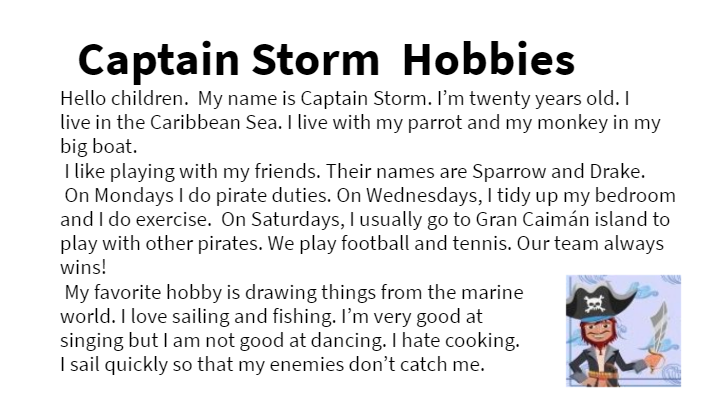 Captain Storm  Hobbies
Hello children.  My name is Captain Storm. I’m twenty years old. I
live in the Caribbean Sea. I live with my parrot and my monkey in my
big boat.
I like playing with my friends. Their names are Sparrow and Drake.
On Mondays I do pirate duties. On Wednesdays, I tidy up my bedroom
and I do exercise.  On Saturdays, I usually go to Gran Caimán island to
play with other pirates. We play football and tennis. Our team always
wins!
My favorite hobby is drawing things from the marine
world. I love sailing and fishing. I’m very good at
singing but I am not good at dancing. I hate cooking.
I sail quickly so that my enemies don’t catch me.